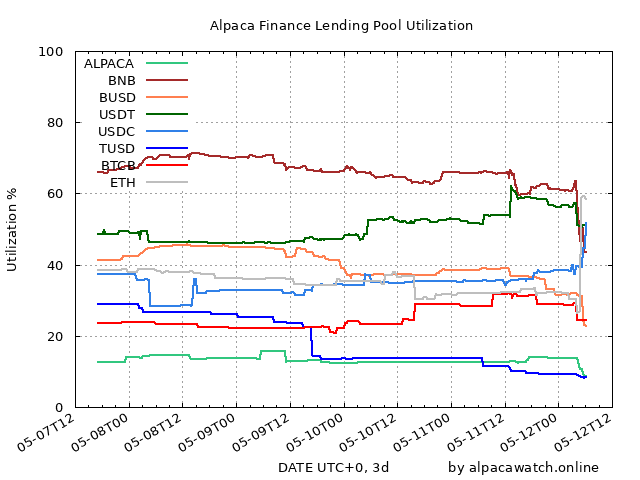 Alpaca Finance Lending Pool Utilization
100
80
60
40
20
0
Utilization %
ALPACA
BNB
BUSD
USDT
USDC
TUSD
BTCB
ETH
05-07T12
05-08T00
05-08T12
05-09T00
05-09T12
05-10T00
05-10T12
05-11T00
05-11T12
05-12T00
05-12T12
DATE UTC+0, 3d
by alpacawatch.online